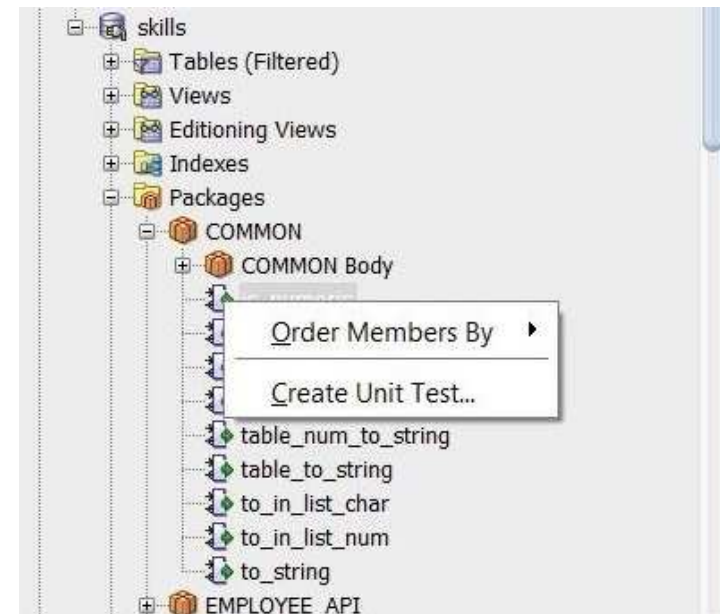 skills
Tables (Filtered)
Views
Editioning Views
Indexes
Packages
COMMON
COMMON Body
Order Members By
Create Unit Test...
table_num_to_string
table_to_string
to_in_list_char
to_in_list_num
to_string
EMPLOYEE_API